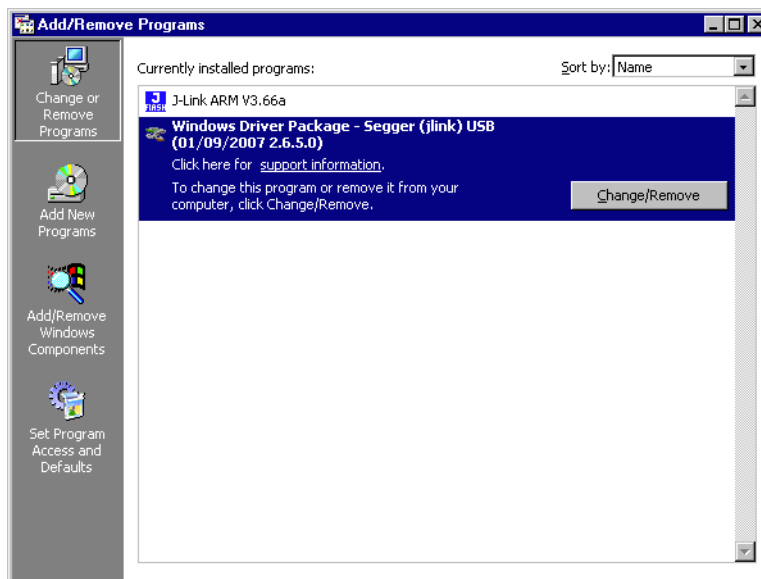 Add/Remove Programs
Change or
Remove
Programs
Add New
Programs
Add/Remove
Windows
Components
Set Program
Access and
Defaults
Currently installed programs:
Sort by: Name
J FLASH J-Link ARM V3.66a
Windows Driver Package - Segger (jlink) USB
(01/09/2007 2.6.5.0)
Click here for support information.
To change this program or remove it from your
computer, click Change/Remove.
Change/Remove